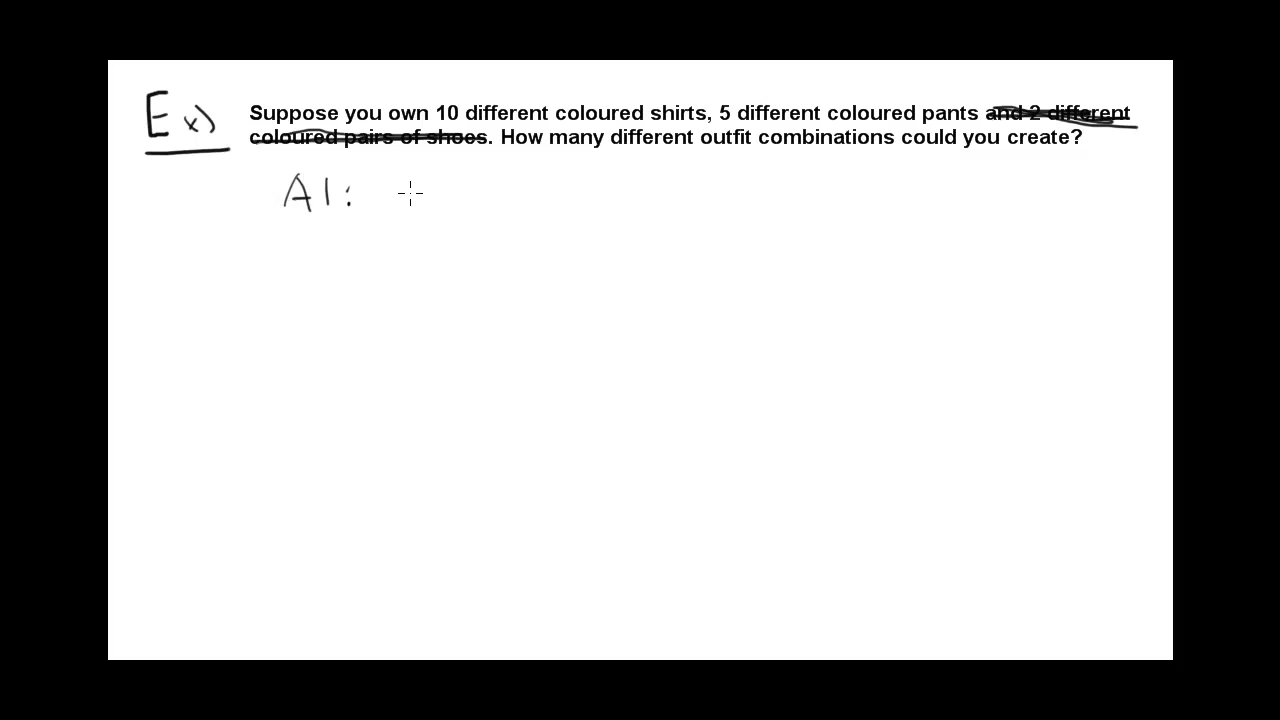 Ex) Suppose you own 10 different coloured shirts, 5 different coloured pants and 2 different
coloured pairs of shoes. How many different outfit combinations could you create?
A1: